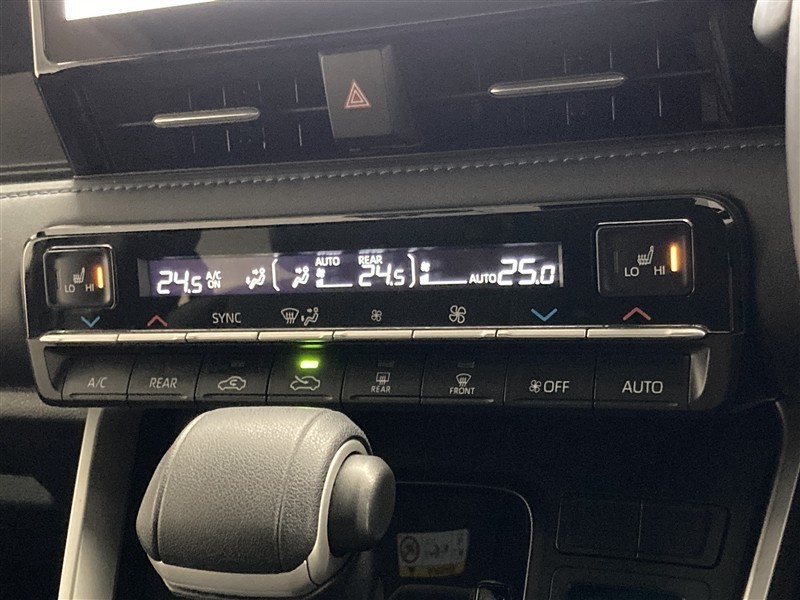 24.5 A/C ON AUTO REAR 24.5 AUTO 25.0
LO HI
LO HI
SYNC
A/C REAR REAR FRONT OFF AUTO